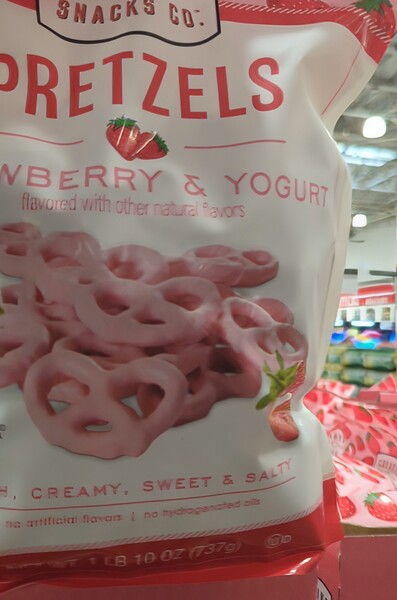 SNACKS CO.
PRETZELS
WBERRY & YOGURT
flavored with other natural flavors
H, CREAMY, SWEET & SALTY
no artificial flavors | no hydrogenated oils
1 LB 10 OZ (737g)